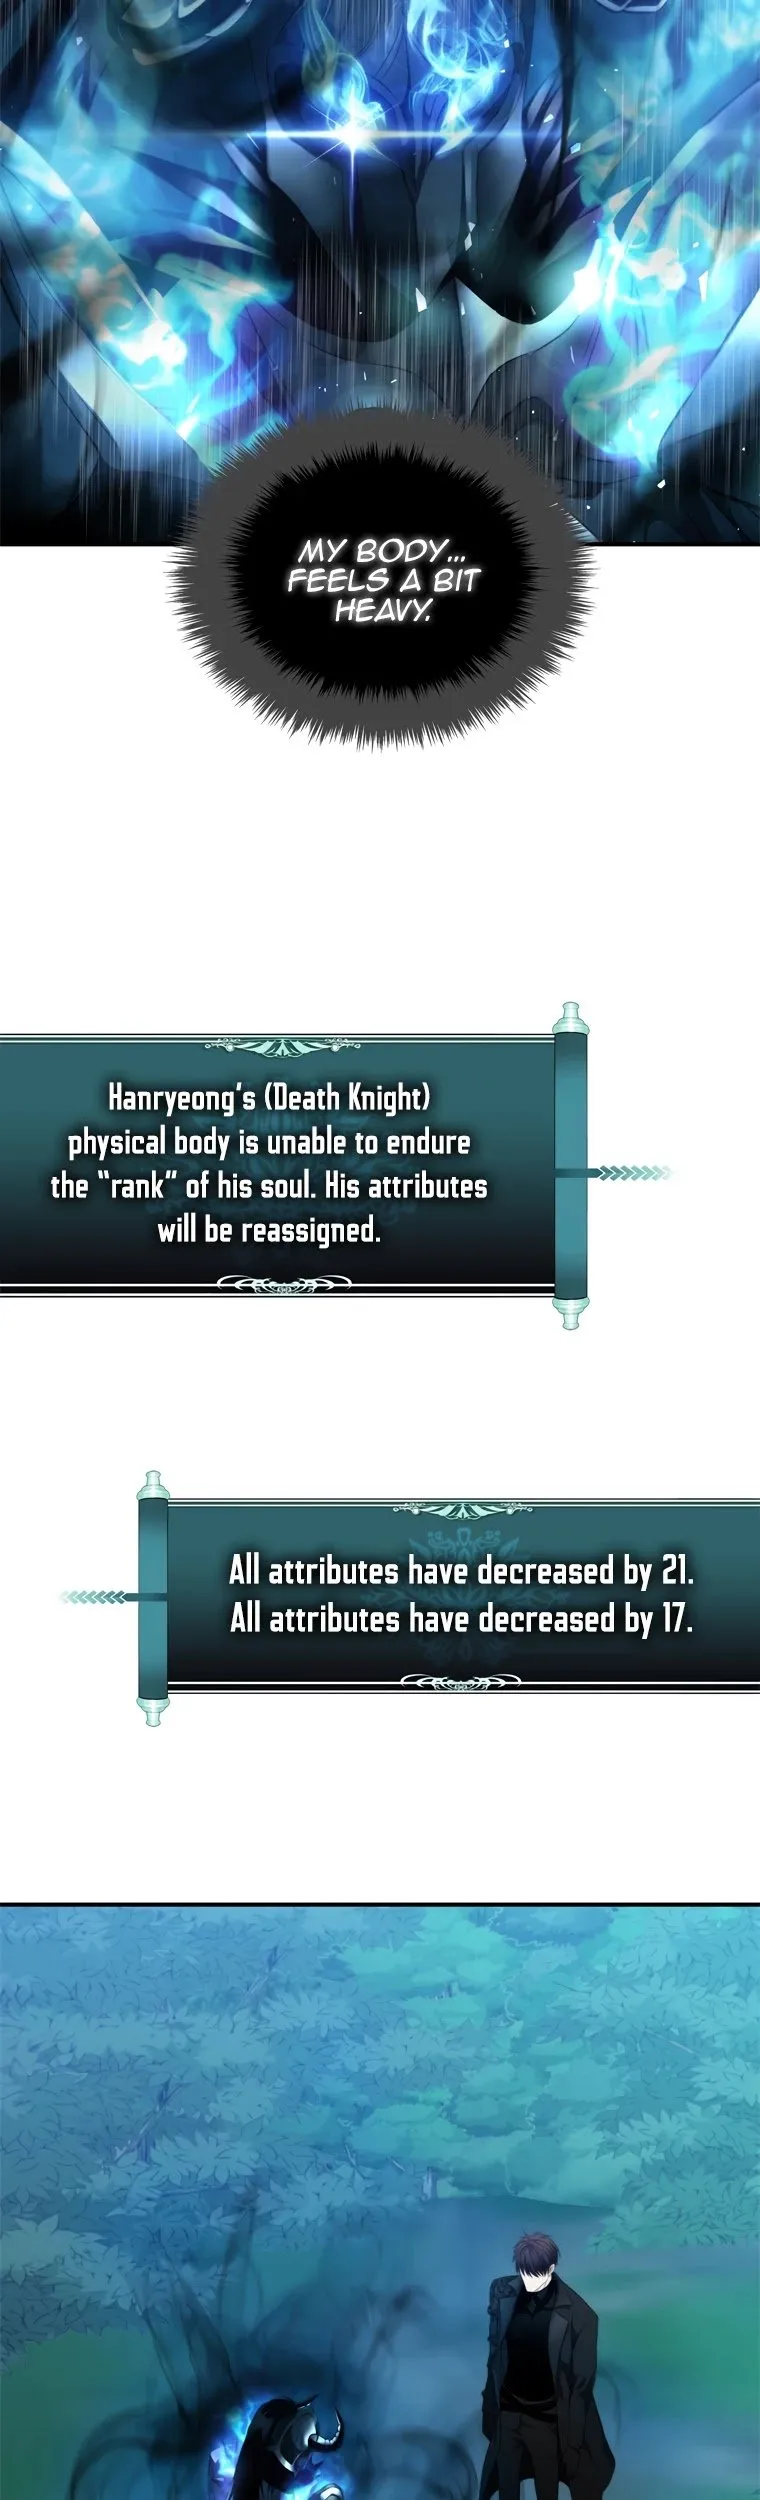 MY BODY...
FEELS A BIT
HEAVY.
Hanryeong's (Death Knight)
physical body is unable to endure
the "rank" of his soul. His attributes
will be reassigned.
All attributes have decreased by 21.
All attributes have decreased by 17.